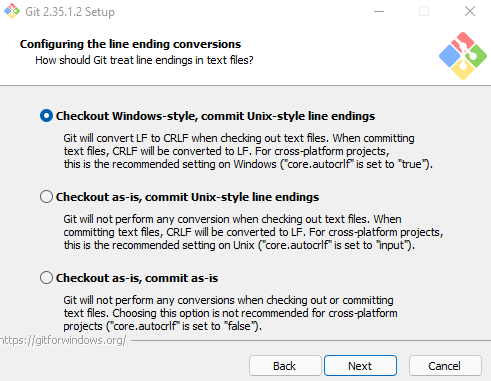 Git 2.35.1.2 Setup
Configuring the line ending conversions
How should Git treat line endings in text files?
Checkout Windows-style, commit Unix-style line endings
Git will convert LF to CRLF when checking out text files. When committing
text files, CRLF will be converted to LF. For cross-platform projects,
this is the recommended setting on Windows ("core.autocrlf" is set to "true").
Checkout as-is, commit Unix-style line endings
Git will not perform any conversion when checking out text files. When
committing text files, CRLF will be converted to LF. For cross-platform projects,
this is the recommended setting on Unix ("core.autocrlf" is set to "input").
Checkout as-is, commit as-is
Git will not perform any conversions when checking out or committing
text files. Choosing this option is not recommended for cross-platform
projects ("core.autocrlf" is set to "false").
https://gitforwindows.org/
Back Next Cancel